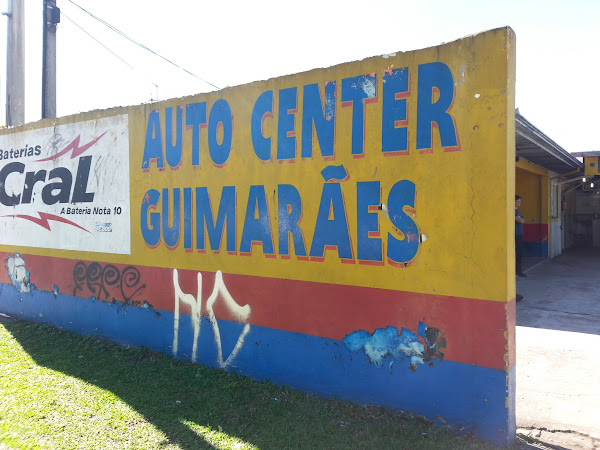 Baterias
Cral
A Bateria Nota 10
AUTO CENTER
GUIMARÃES